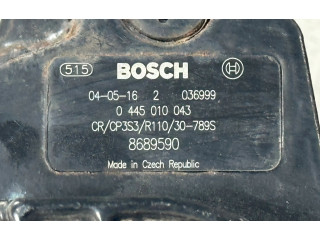 515 BOSCH
04-05-16 2 036999
0 445 010 043
CR/CP3S3/R110/30-789S
8689590
Made in Czech Republic